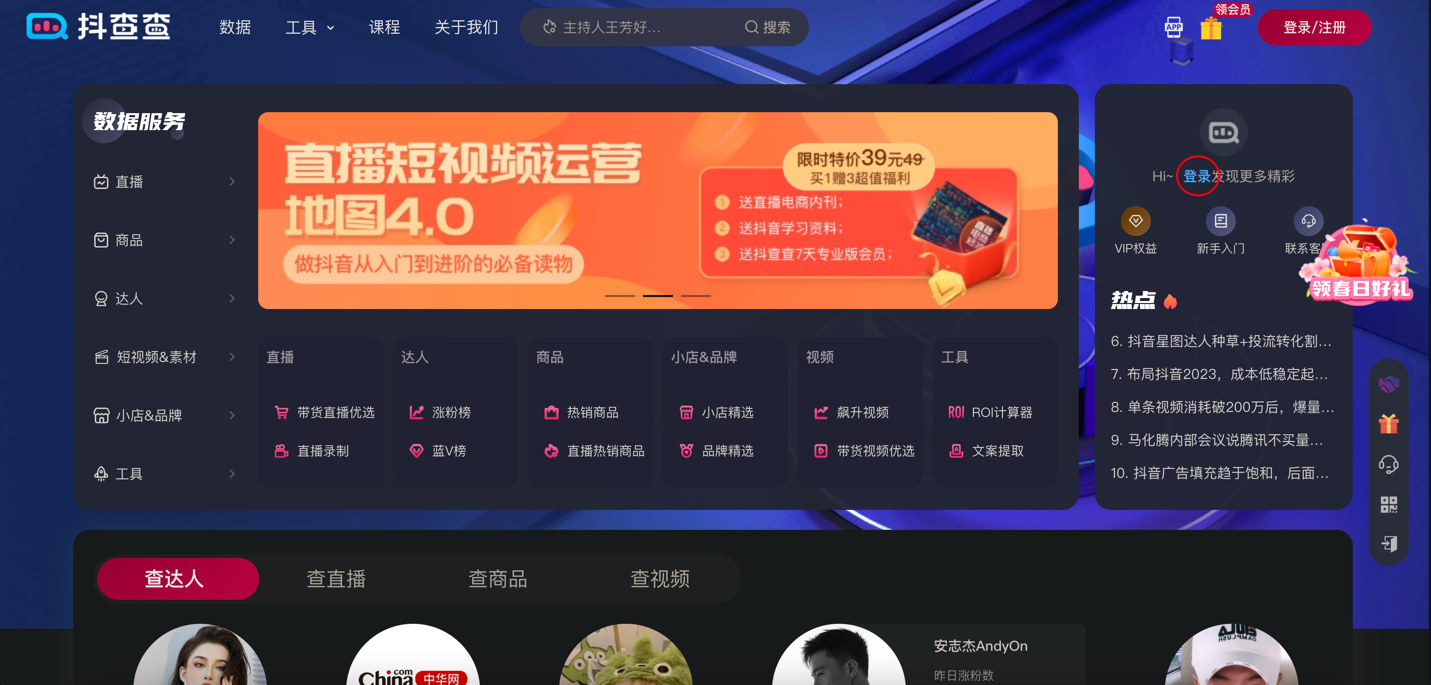 抖查查
数据
工具
课程
关于我们
主持人王芳好...
搜索
APP
领会员
登录/注册
数据服务
直播
商品
达人
短视频&素材
小店&品牌
工具
直播短视频运营
地图4.0
做抖音从入门到进阶的必备读物
限时特价39元49
买1赠3超值福利
1 送直播电商内刊；
2 送抖音学习资料；
3 送抖查查7天专业版会员；
直播
带货直播优选
直播录制
达人
涨粉榜
蓝V榜
商品
热销商品
直播热销商品
小店&品牌
小店精选
品牌精选
视频
飙升视频
带货视频优选
工具
ROI ROI计算器
文案提取
Hi~ 登录发现更多精彩
VIP权益
新手入门
联系客
领春日好礼
热点
6. 抖音星图达人种草+投流转化割...
7. 布局抖音2023，成本低稳定起...
8. 单条视频消耗破200万后，爆量...
9. 马化腾内部会议说腾讯不买量...
10. 抖音广告填充趋于饱和，后面...
查达人
查直播
查商品
查视频
China.com 中华网
安志杰AndyOn
昨日涨粉数